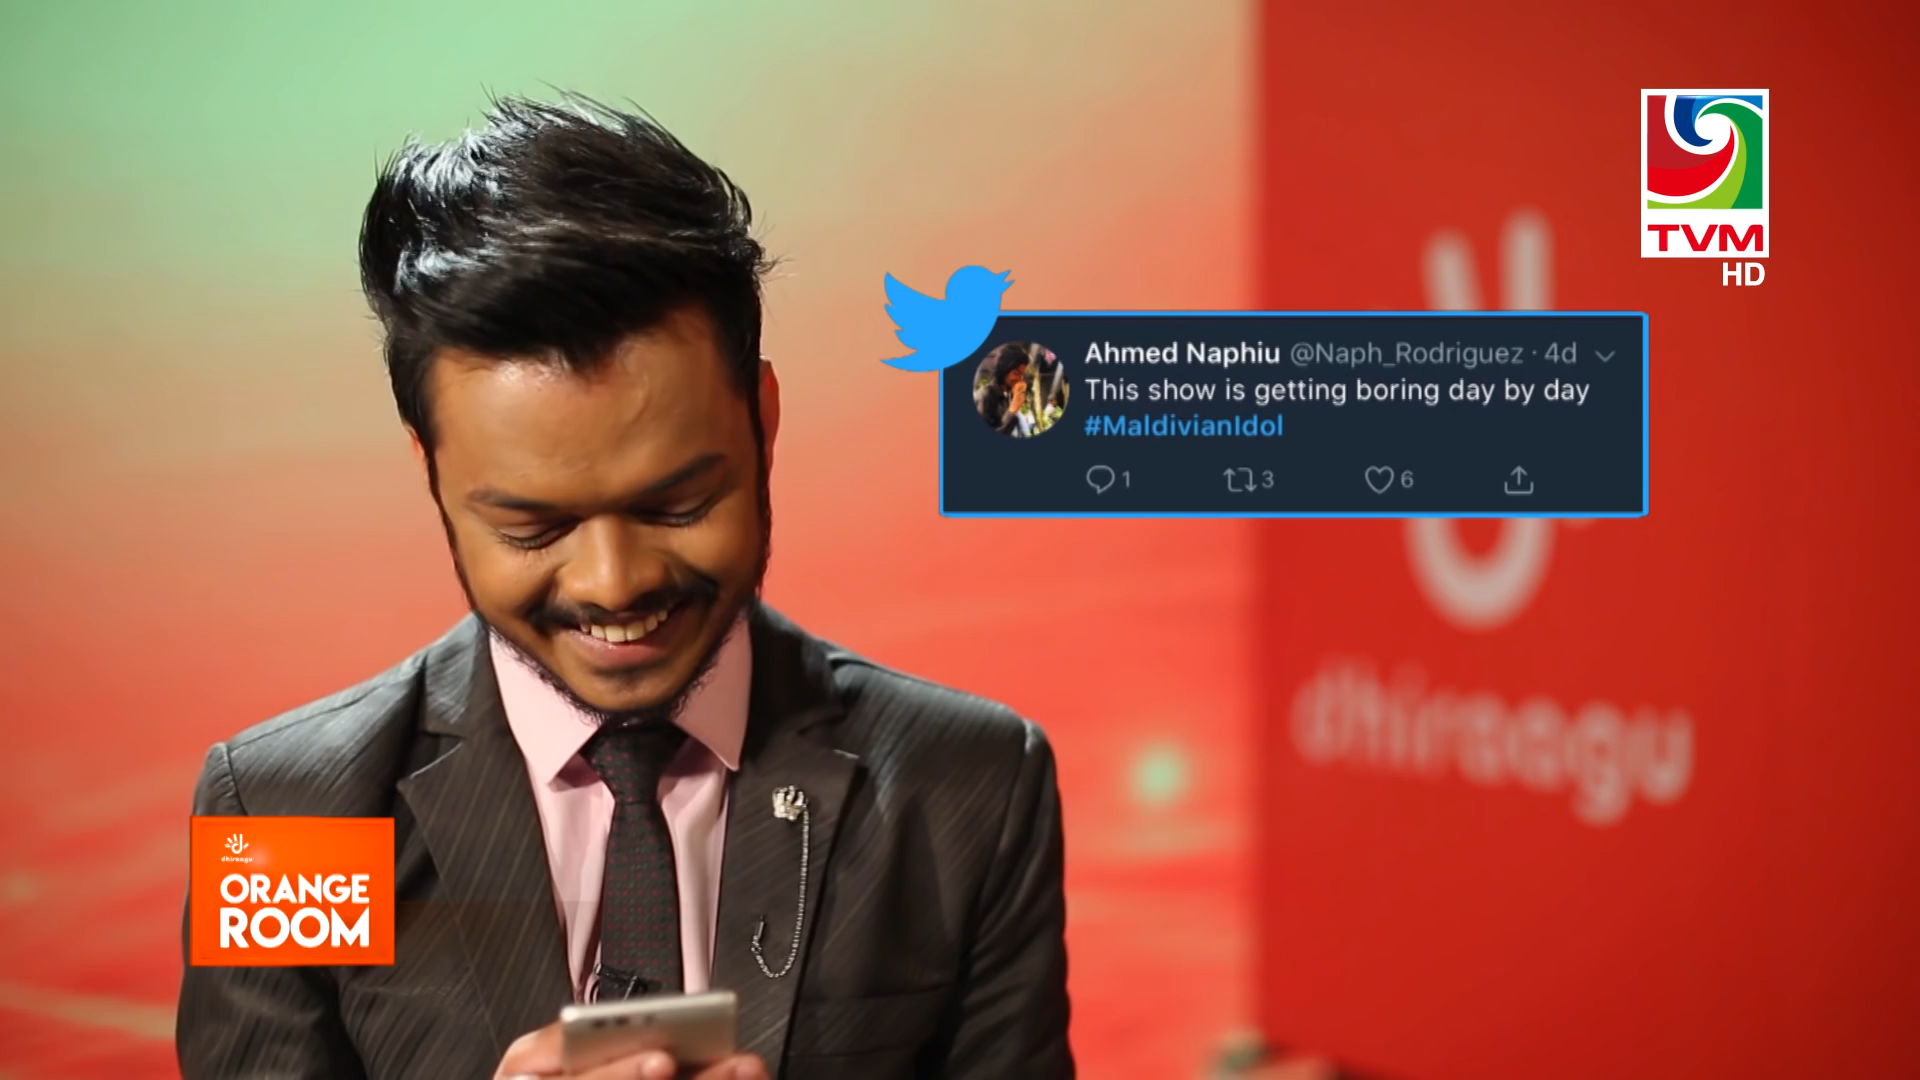 TVM
HD
Ahmed Naphiu @Naph_Rodriguez · 4d
This show is getting boring day by day
#MaldivianIdol
1 3 6
dhiraagu
dhiraagu
ORANGE
ROOM